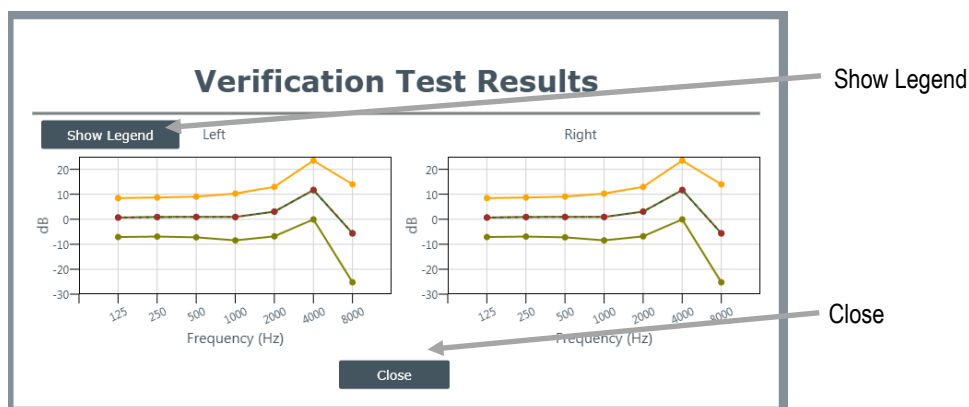 Verification Test Results
Show Legend
Show Legend
Left
Right
20
10
0
-10
-20
-30
dB
125
250
500
1000
2000
4000
8000
Frequency (Hz)
20
10
0
-10
-20
-30
dB
125
250
500
1000
2000
4000
8000
Frequency (Hz)
Close
Close